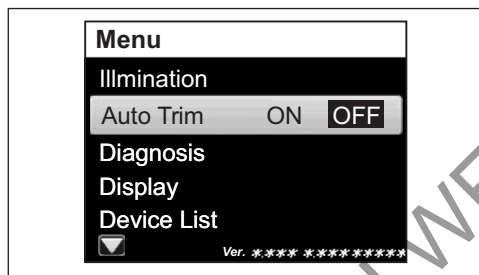 Menu
Illmination
Auto Trim ON OFF
Diagnosis
Display
Device List
Ver. *.*** *.*********